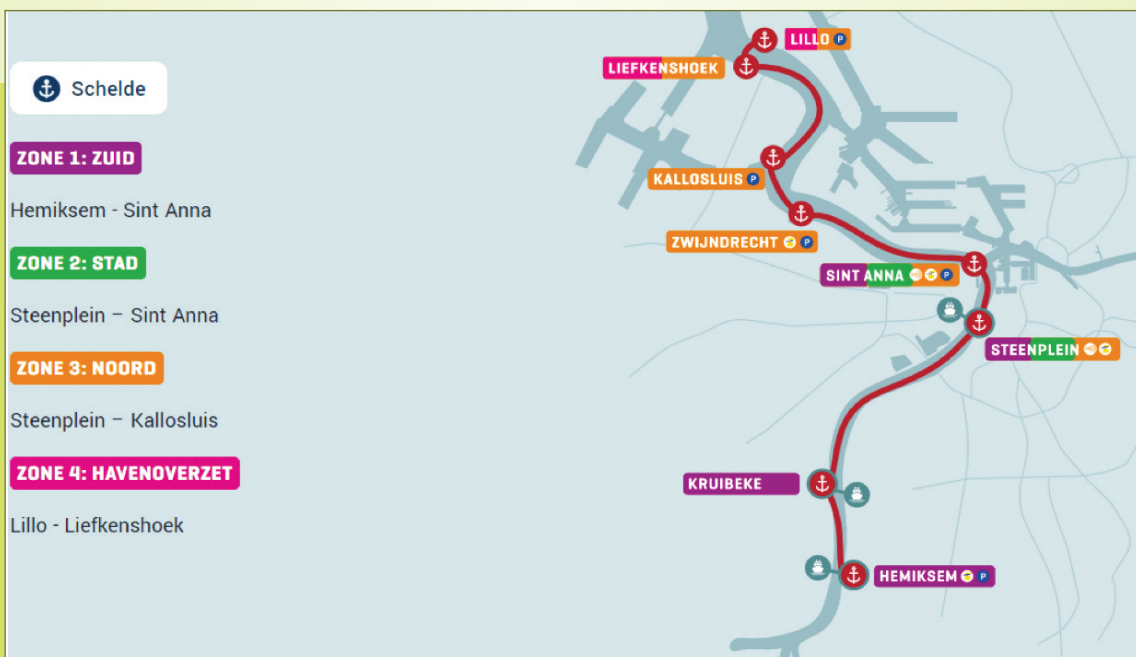 Schelde
ZONE 1: ZUID
Hemiksem - Sint Anna
ZONE 2: STAD
Steenplein – Sint Anna
ZONE 3: NOORD
Steenplein – Kallosluis
ZONE 4: HAVENOVERZET
Lillo - Liefkenshoek
LILLO P
LIEFKENSHOEK
KALLOSLUIS P
ZWIJNDRECHT P
SINT ANNA P
STEENPLEIN
KRUIBEKE
HEMIKSEM P